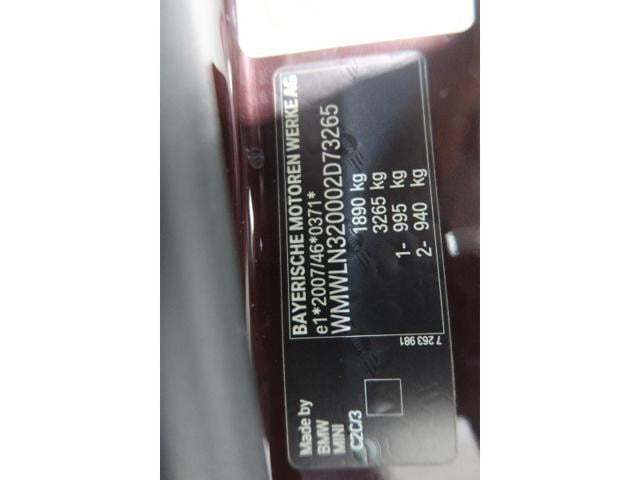 BAYERISCHE MOTOREN WERKE AG
e1*2007/46*0371*
WMWLN320002D73265
1890 kg
3265 kg
1- 995 kg
2- 940 kg
7 263 981
Made by
BMW
MINI
C2C/3